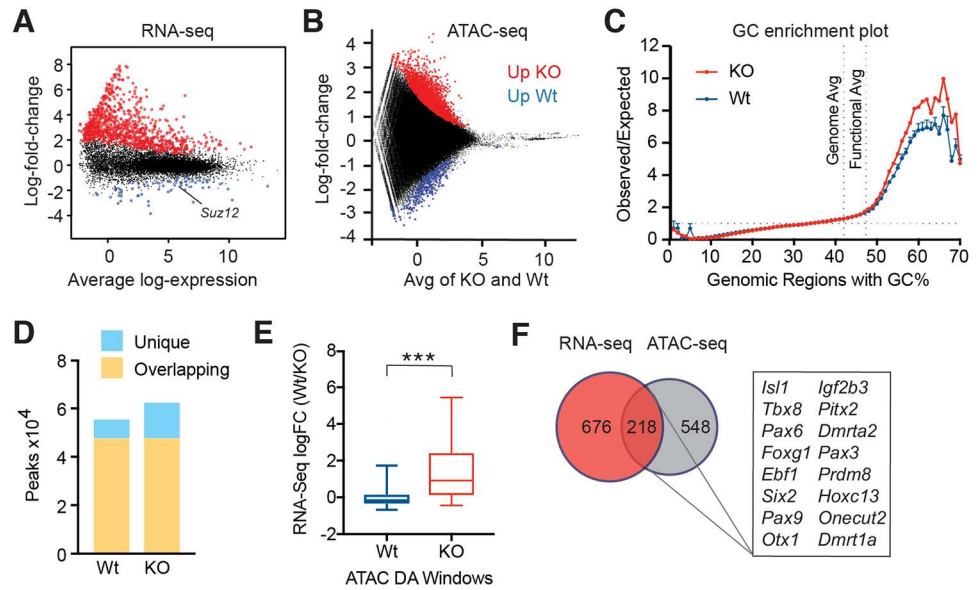 A
RNA-seq
Log-fold-change
8
6
4
2
0
-2
-4
Suz12
0
5
10
Average log-expression
B
ATAC-seq
Log-fold-change
4
3
2
1
0
-1
-2
-3
-4
Up KO
Up Wt
0
5
10
Avg of KO and Wt
C
GC enrichment plot
Observed/Expected
12
10
8
6
4
2
0
KO
Wt
Genome Avg
Functional Avg
0
10
20
30
40
50
60
70
Genomic Regions with GC%
D
Unique
Overlapping
Peaks x10⁴
8
6
4
2
0
Wt
KO
E
RNA-Seq logFC (Wt/KO)
8
6
4
2
0
-2
***
Wt
KO
ATAC DA Windows
F
RNA-seq
ATAC-seq
676
218
548
Isl1 Igf2b3
Tbx8 Pitx2
Pax6 Dmrta2
Foxg1 Pax3
Ebf1 Prdm8
Six2 Hoxc13
Pax9 Onecut2
Otx1 Dmrt1a